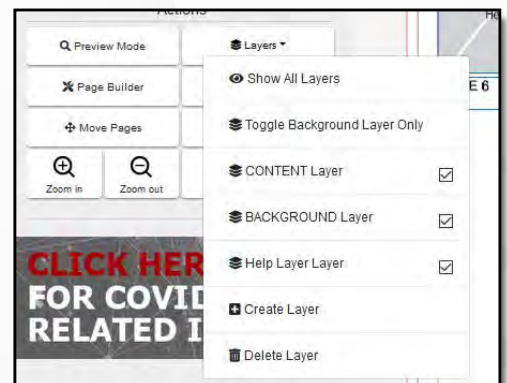 Actions
He
Preview Mode
Layers
Page Builder
Move Pages
Zoom in
Zoom out
Show All Layers
Toggle Background Layer Only
CONTENT Layer
BACKGROUND Layer
Help Layer Layer
Create Layer
Delete Layer
E 6
CLICK HER
FOR COVID
RELATED I